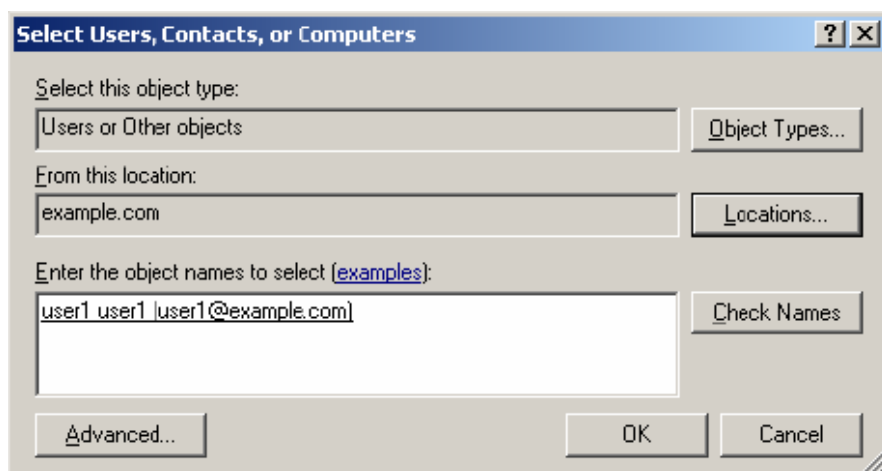 Select Users, Contacts, or Computers
Select this object type:
Users or Other objects
Object Types...
From this location:
example.com
Locations...
Enter the object names to select (examples):
user1 user1 |user1@example.com)
Check Names
Advanced...
OK
Cancel